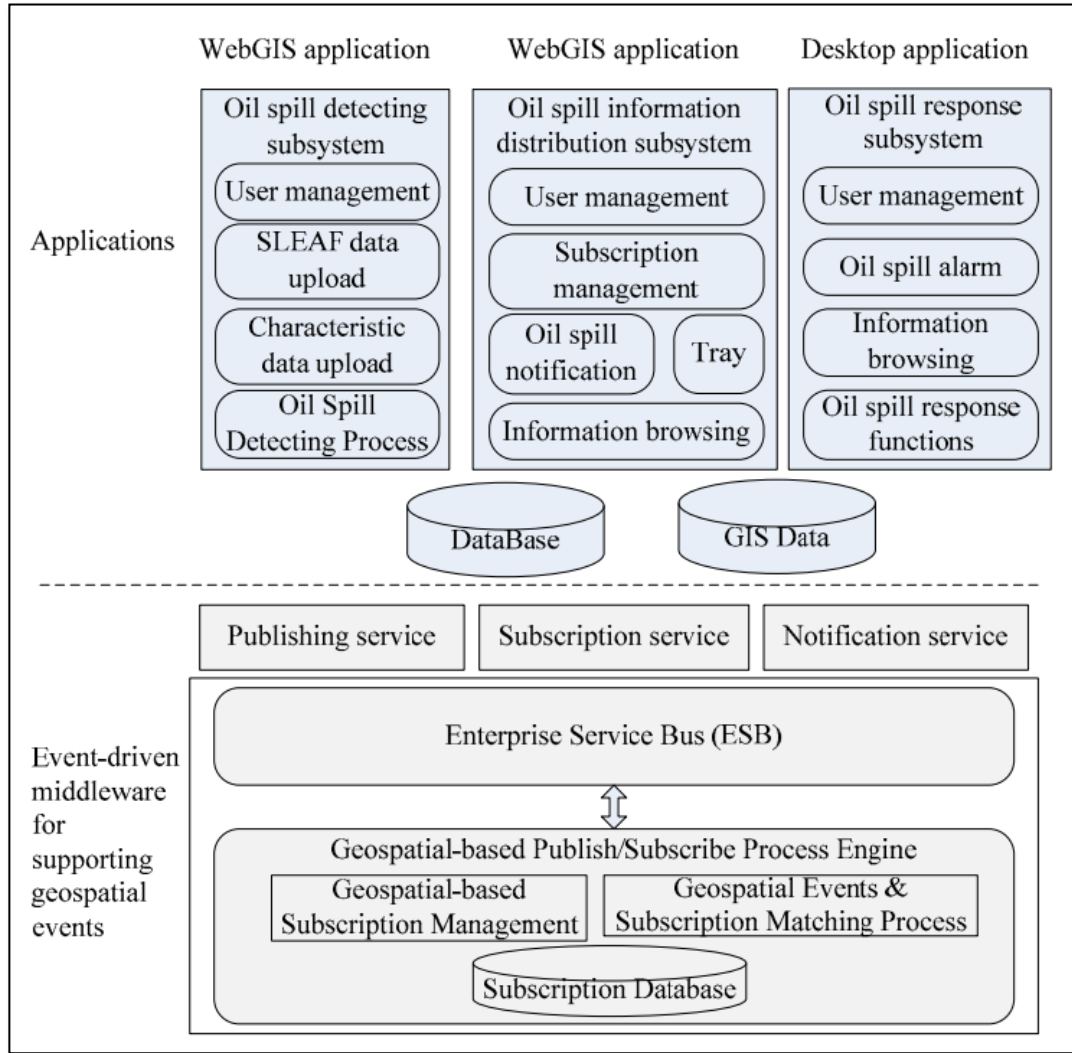 WebGIS application
WebGIS application
Desktop application
Applications
Oil spill detecting
subsystem
User management
SLEAF data
upload
Characteristic
data upload
Oil Spill
Detecting Process
Oil spill information
distribution subsystem
User management
Subscription
management
Oil spill
notification
Tray
Information browsing
Oil spill response
subsystem
User management
Oil spill alarm
Information
browsing
Oil spill response
functions
DataBase
GIS Data
Publishing service
Subscription service
Notification service
Event-driven
middleware
for
supporting
geospatial
events
Enterprise Service Bus (ESB)
Geospatial-based Publish/Subscribe Process Engine
Geospatial-based
Subscription Management
Geospatial Events &
Subscription Matching Process
Subscription Database